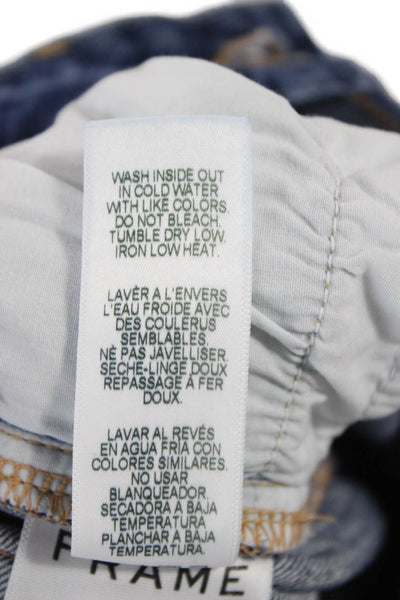 WASH INSIDE OUT
IN COLD WATER
WITH LIKE COLORS.
DO NOT BLEACH.
TUMBLE DRY LOW.
IRON LOW HEAT.
LAVÉR A L'ENVERS
L'EAU FROIDE AVEC
DES COULERUS
SEMBLABLES.
NÈ PAS JAVELLISER.
SECHE-LINGE DOUX
REPASSAGE À FER
DOUX.
LAVAR AL REVÉS
EN AGUA FRIA CON
COLORES SIMILARES.
NO USAR
BLANQUEADOR.
SECADORA A BAJA
TEMPERATURA
PLANCHAR A BAJA
TEMPERATURA.
FRAME